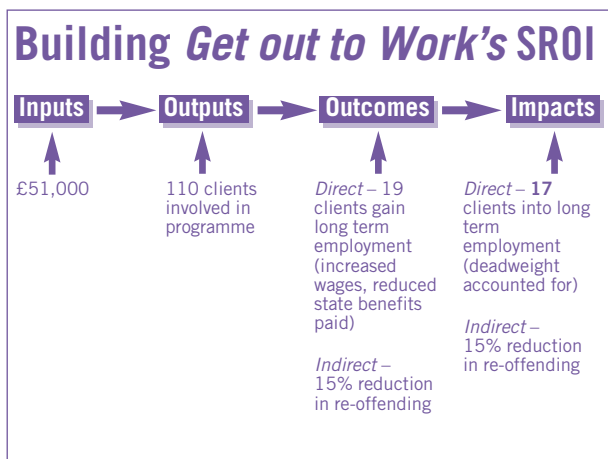 Building Get out to Work's SROI
Inputs
Outputs
Outcomes
Impacts
£51,000
110 clients
involved in
programme
Direct – 19
clients gain
long term
employment
(increased
wages, reduced
state benefits
paid)
Indirect –
15% reduction
in re-offending
Direct – 17
clients into long
term
employment
(deadweight
accounted for)
Indirect –
15% reduction
in re-offending